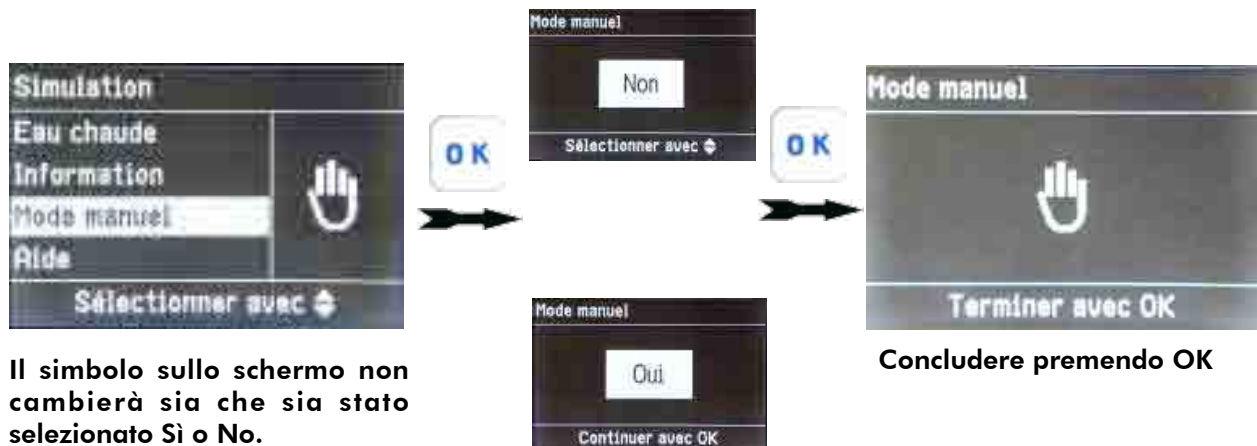 Simulation
Eau chaude
Information
Mode manuel
Aide
Sélectionner avec
Il simbolo sullo schermo non
cambierà sia che sia stato
selezionato Sì o No.
OK
Mode manuel
Non
Sélectionner avec
Mode manuel
Oui
Continuer avec OK
OK
Mode manuel
Terminer avec OK
Concludere premendo OK